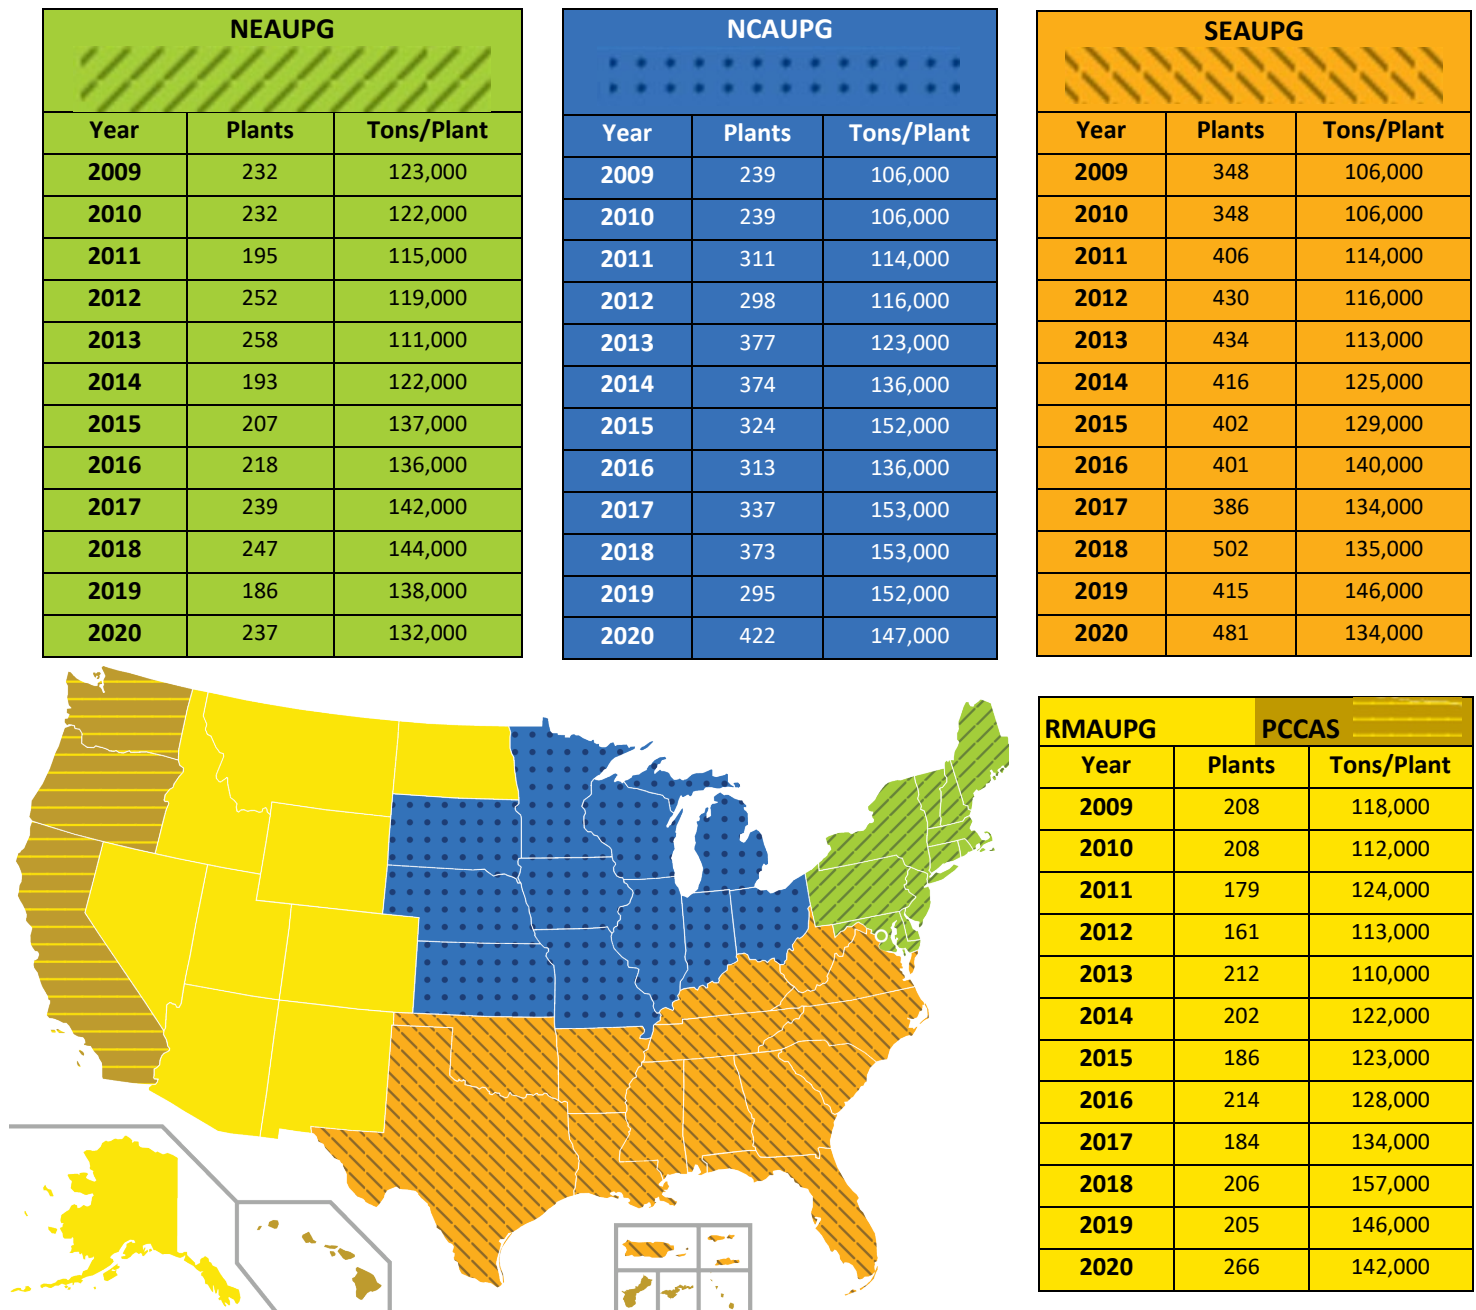 NEAUPG
Year Plants Tons/Plant
2009 232 123,000
2010 232 122,000
2011 195 115,000
2012 252 119,000
2013 258 111,000
2014 193 122,000
2015 207 137,000
2016 218 136,000
2017 239 142,000
2018 247 144,000
2019 186 138,000
2020 237 132,000
NCAUPG
Year Plants Tons/Plant
2009 239 106,000
2010 239 106,000
2011 311 114,000
2012 298 116,000
2013 377 123,000
2014 374 136,000
2015 324 152,000
2016 313 136,000
2017 337 153,000
2018 373 153,000
2019 295 152,000
2020 422 147,000
SEAUPG
Year Plants Tons/Plant
2009 348 106,000
2010 348 106,000
2011 406 114,000
2012 430 116,000
2013 434 113,000
2014 416 125,000
2015 402 129,000
2016 401 140,000
2017 386 134,000
2018 502 135,000
2019 415 146,000
2020 481 134,000
RMAUPG PCCAS
Year Plants Tons/Plant
2009 208 118,000
2010 208 112,000
2011 179 124,000
2012 161 113,000
2013 212 110,000
2014 202 122,000
2015 186 123,000
2016 214 128,000
2017 184 134,000
2018 206 157,000
2019 205 146,000
2020 266 142,000